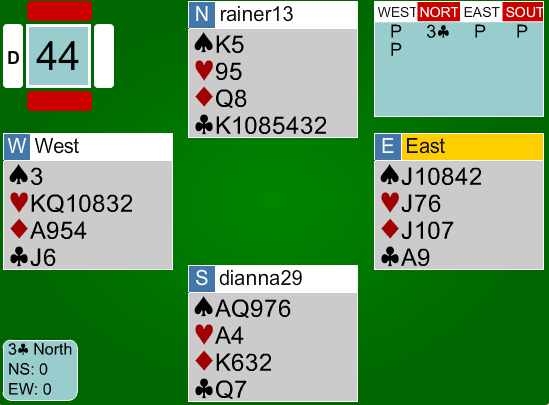 D 44
N rainer13
♠K5
♥95
♦Q8
♣K1085432
WEST NORT EAST SOUT
P 3♣ P P
P
W West
♠3
♥KQ10832
♦A954
♣J6
E East
♠J10842
♥J76
♦J107
♣A9
S dianna29
♠AQ976
♥A4
♦K632
♣Q7
3♣ North
NS: 0
EW: 0